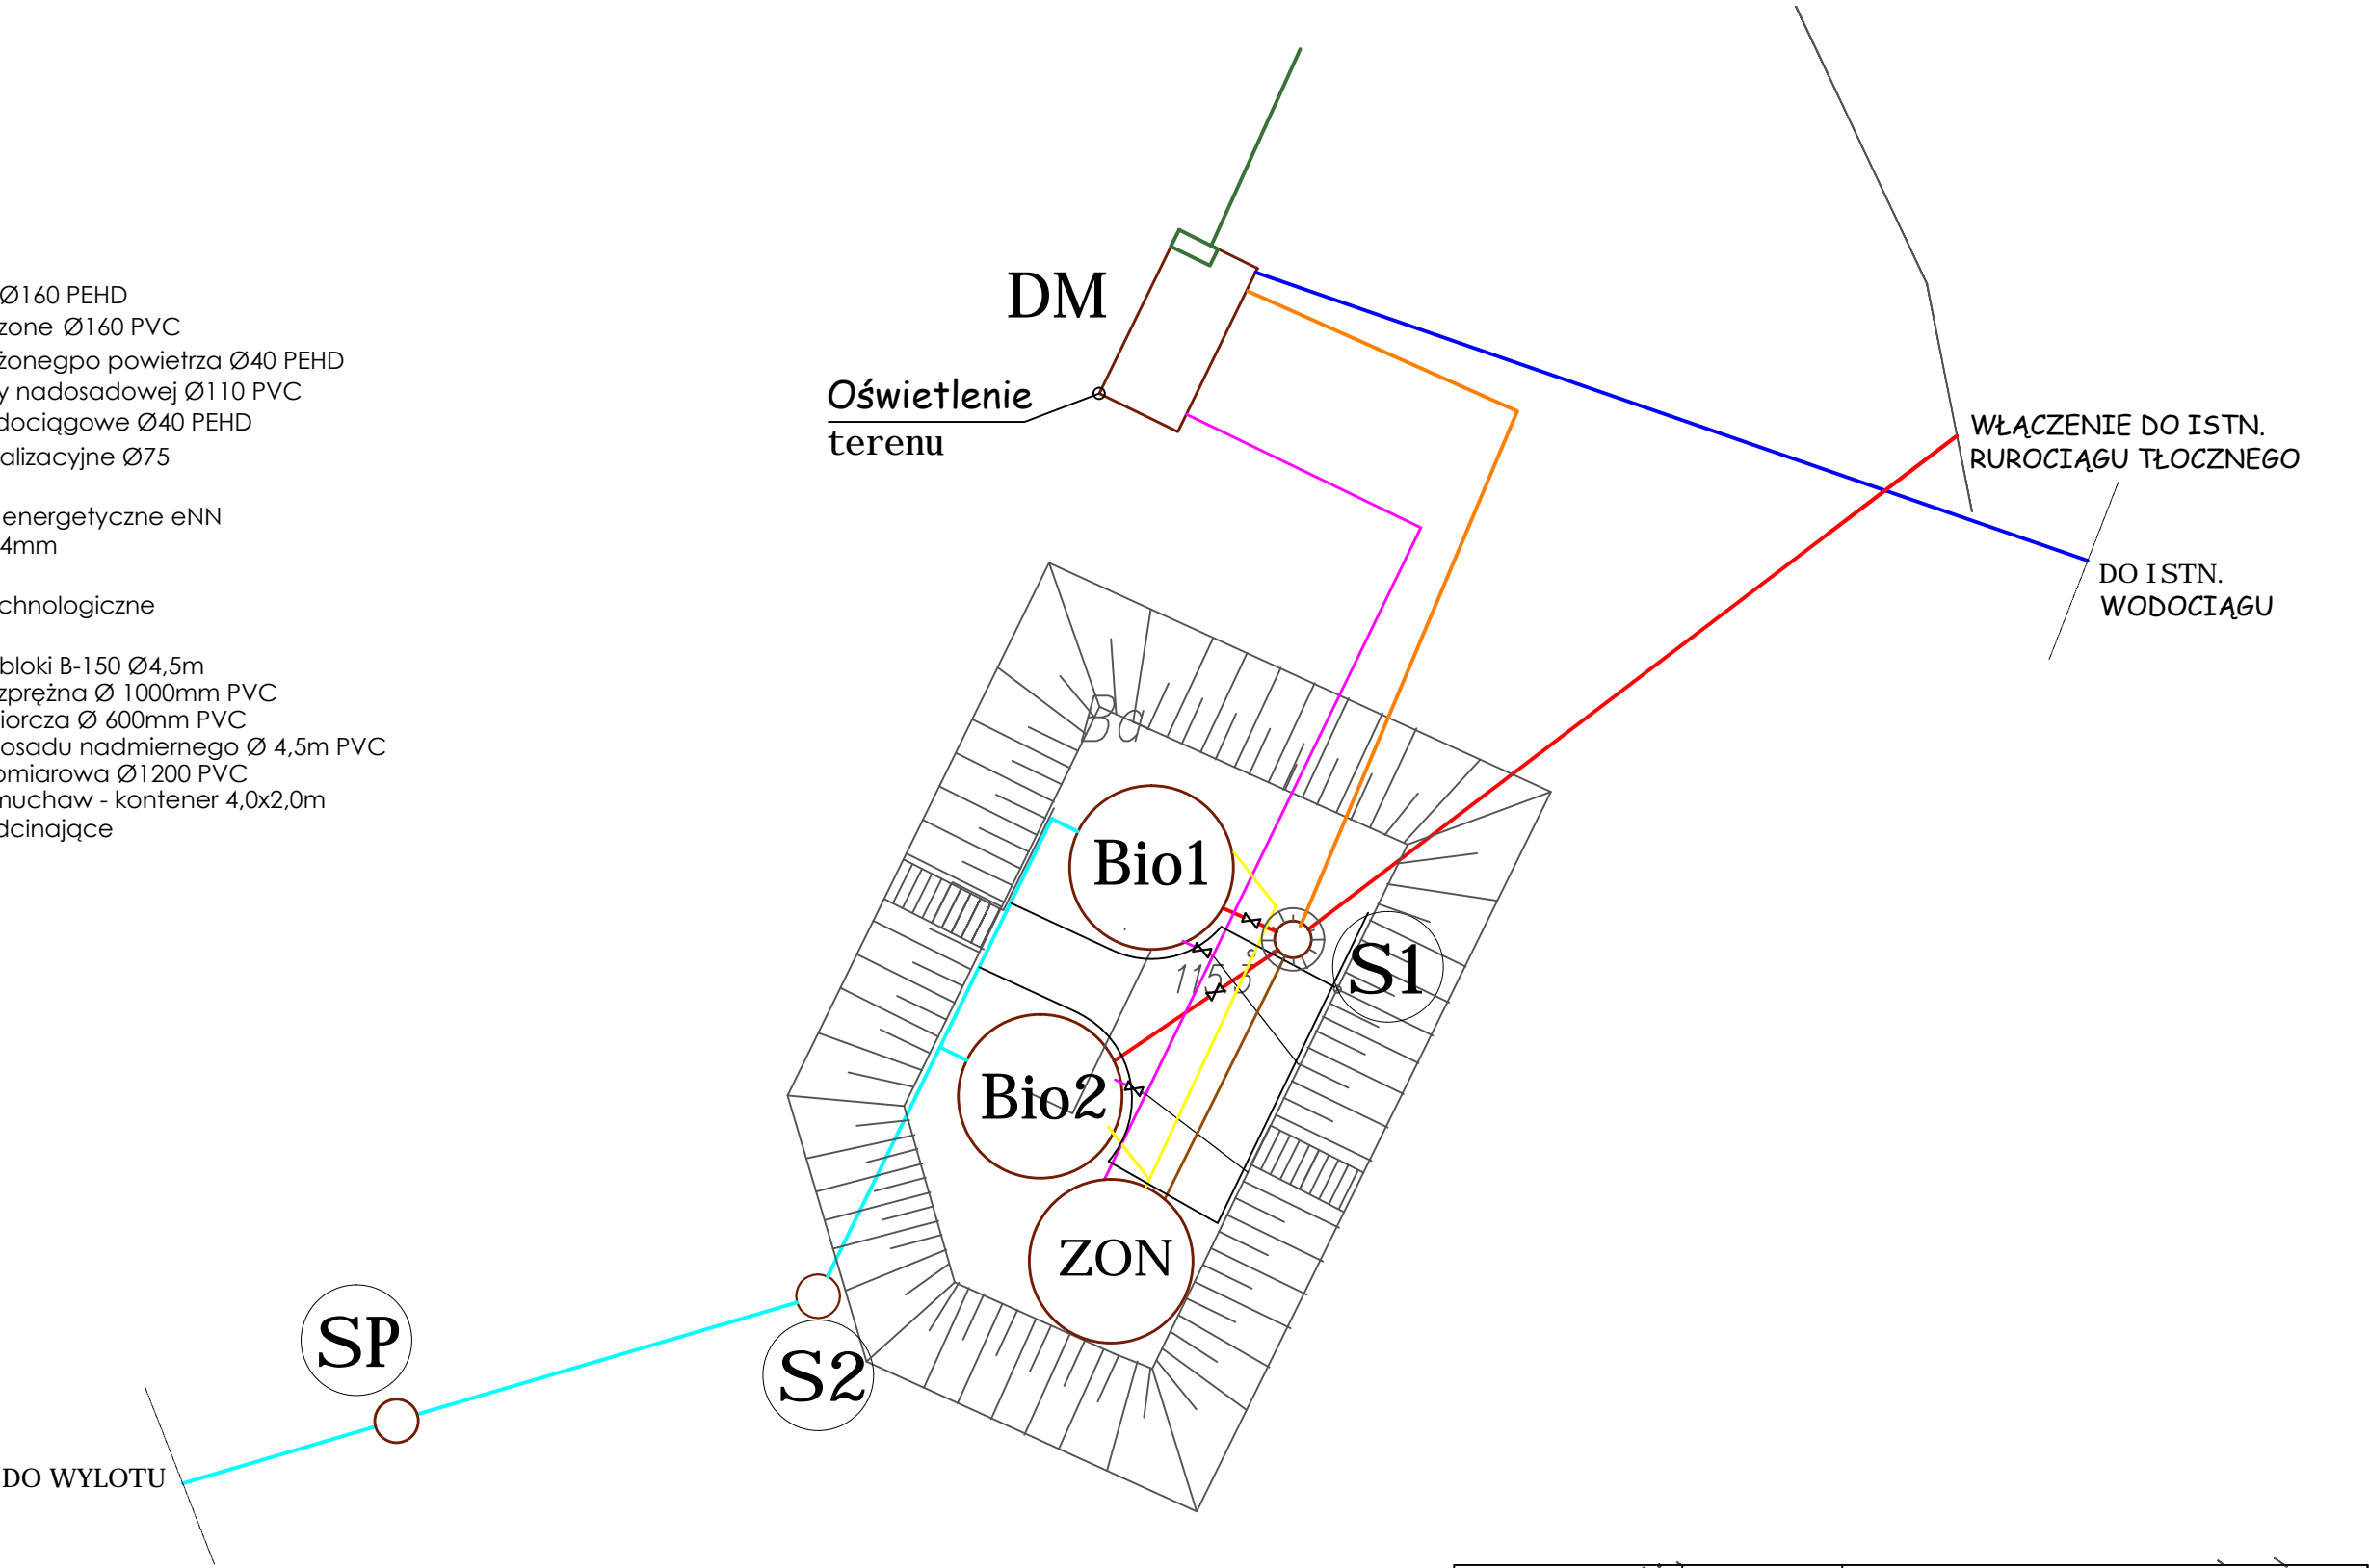 Ø160 PEHD
zone Ø160 PVC
żonegpo powietrza Ø40 PEHD
y nadosadowej Ø110 PVC
dociągowe Ø40 PEHD
alizacyjne Ø75
energetyczne eNN
4mm
chnologiczne
bloki B-150 Ø4,5m
zprężna Ø 1000mm PVC
iorcza Ø 600mm PVC
osadu nadmiernego Ø 4,5m PVC
omiarowa Ø1200 PVC
muchaw - kontener 4,0x2,0m
dcinające
DM
Oświetlenie
terenu
WŁĄCZENIE DO ISTN.
RUROCIĄGU TŁOCZNEGO
DO ISTN.
WODOCIĄGU
Ba
Bio1
S1
Bio2
ZON
SP
S2
DO WYLOTU